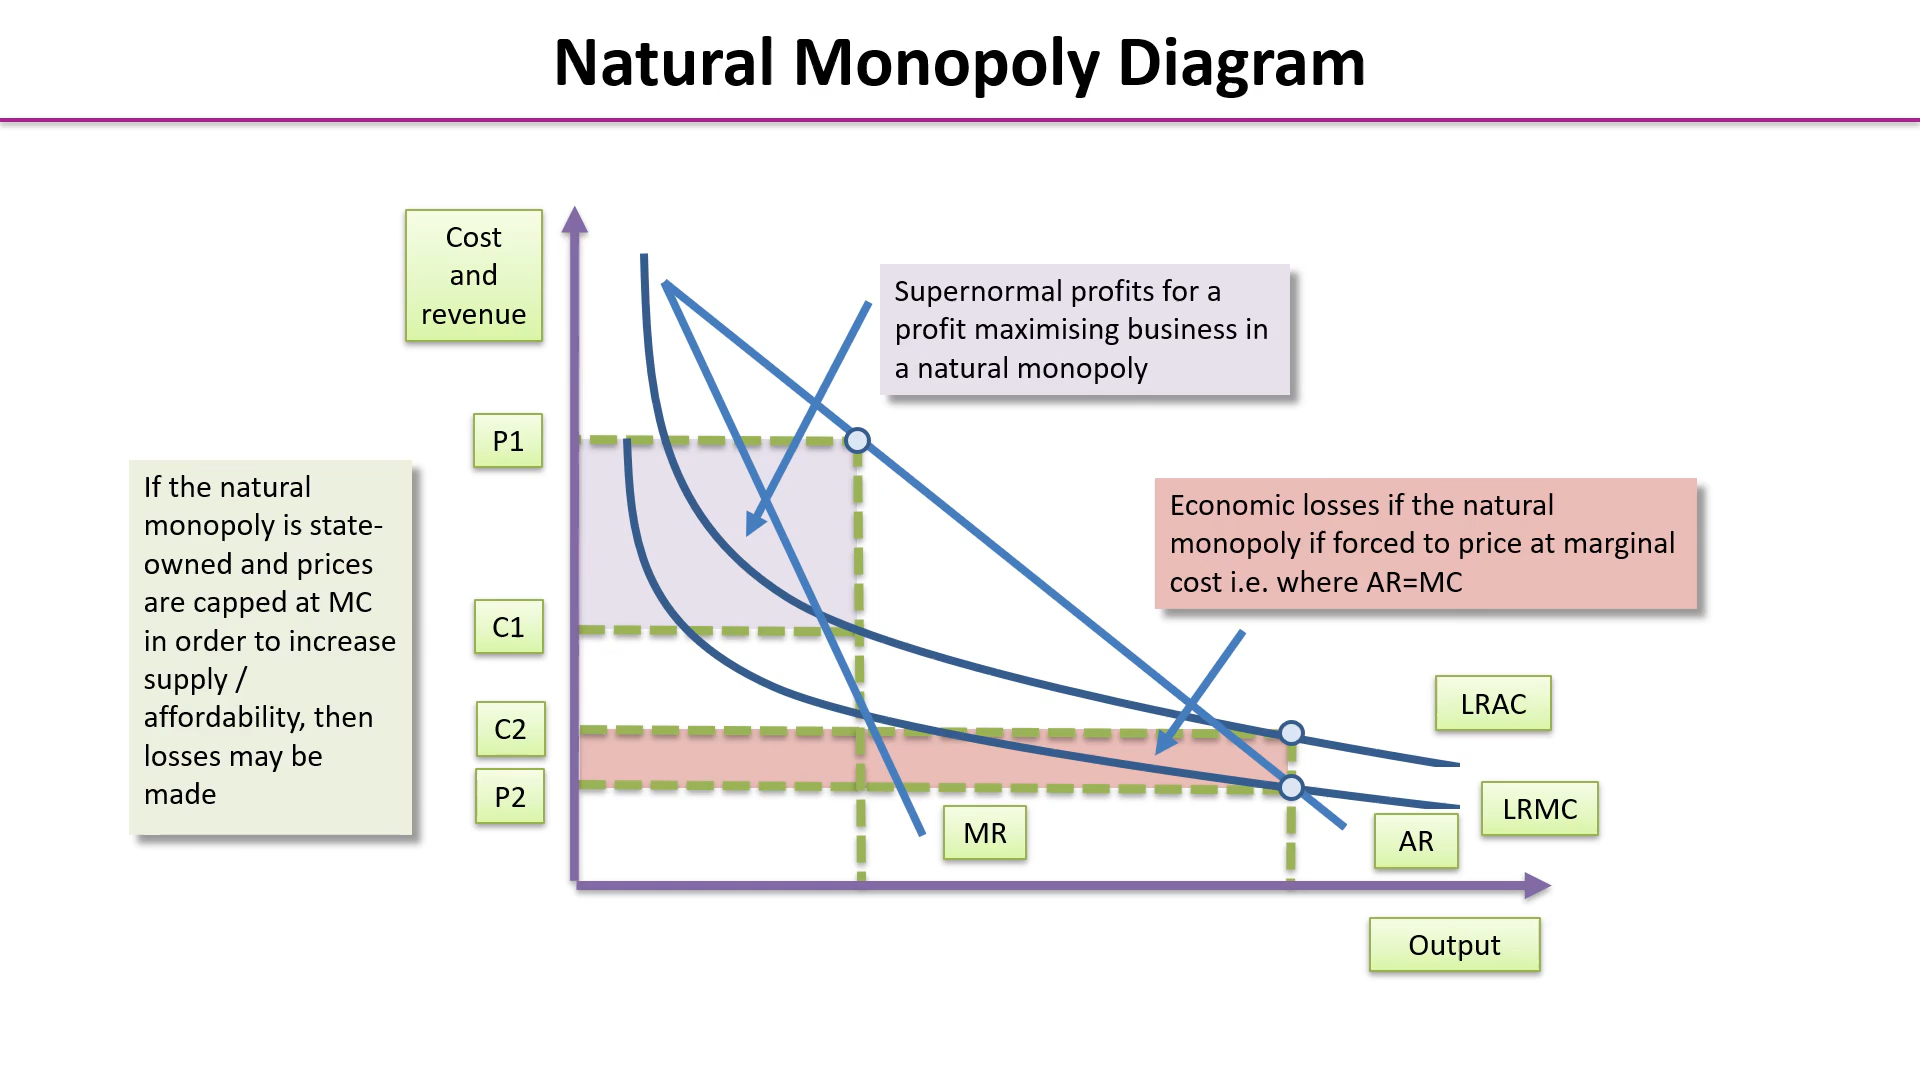 Natural Monopoly Diagram
Cost
and
revenue
Supernormal profits for a
profit maximising business in
a natural monopoly
P1
If the natural
monopoly is state-
owned and prices
are capped at MC
in order to increase
supply /
affordability, then
losses may be
made
Economic losses if the natural
monopoly if forced to price at marginal
cost i.e. where AR=MC
C1
LRAC
C2
P2
LRMC
MR
AR
Output